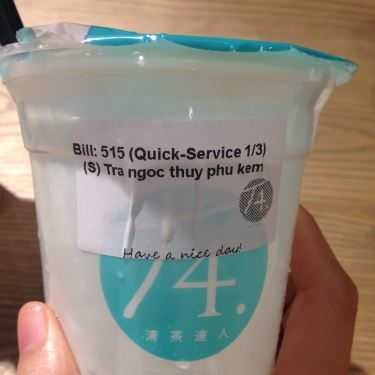 Bill: 515 (Quick-Service 1/3)
(S) Tra ngoc thuy phu kem
74.
Have a nice day!
74.
清茶達人